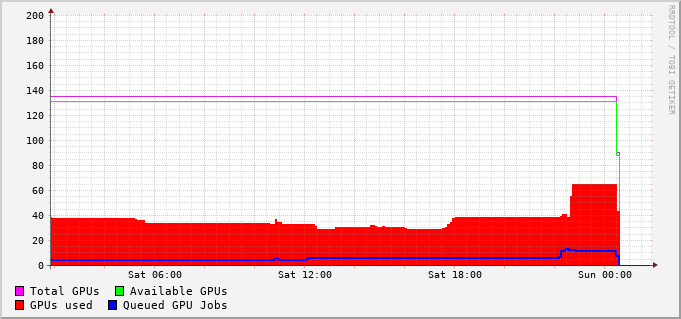 RRDTOOL / TOBI OETIKER
200
180
160
140
120
100
80
60
40
20
0
Sat 06:00 Sat 12:00 Sat 18:00 Sun 00:00
Total GPUs Available GPUs
GPUs used Queued GPU Jobs